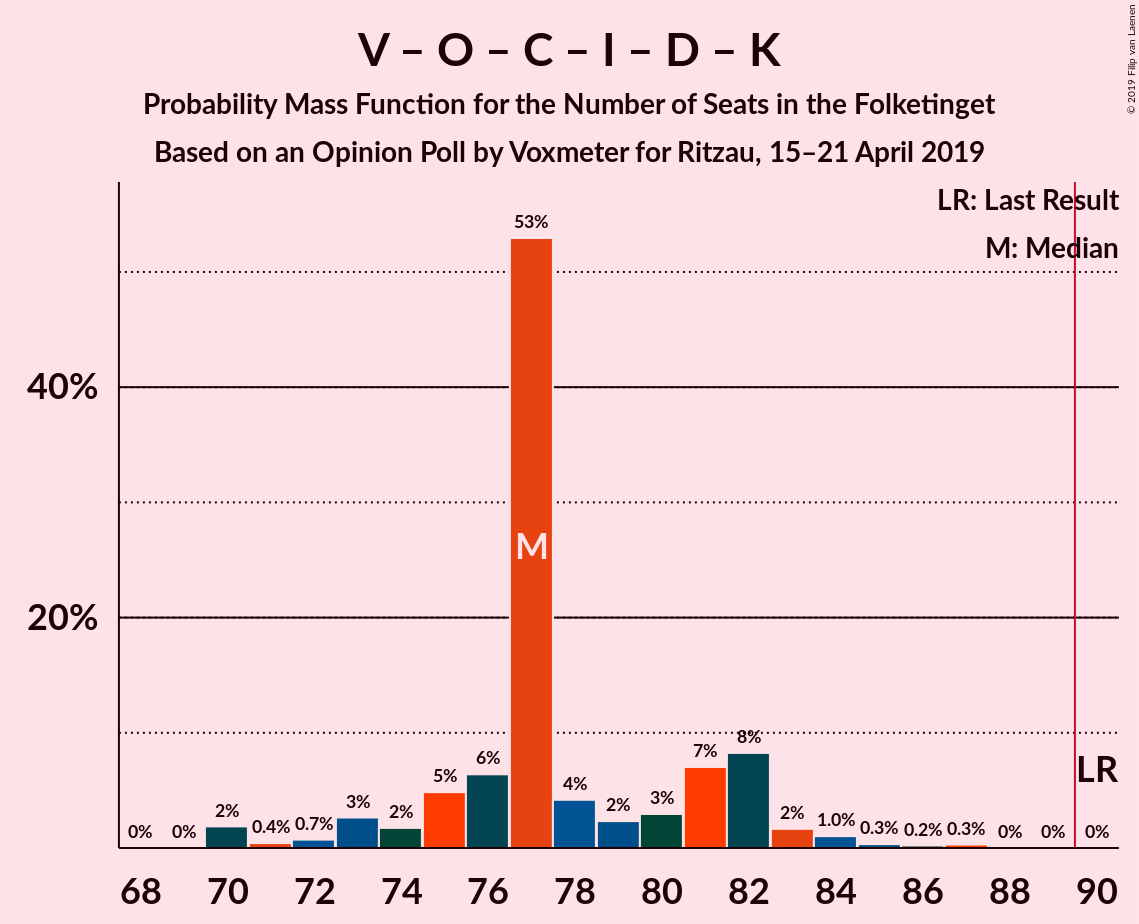 V – O – C – I – D – K
Probability Mass Function for the Number of Seats in the Folketinget
Based on an Opinion Poll by Voxmeter for Ritzau, 15–21 April 2019
© 2019 Filip van Laenen
LR: Last Result
M: Median
53%
40%
M
20%
8%
7%
6%
5%
4%
3%
3%
2%
2%
2%
2%
1.0%
0.7%
0.4%
0.3%
0.2%
0.3%
0%
0%
0%
0%
0%
LR
68 70 72 74 76 78 80 82 84 86 88 90